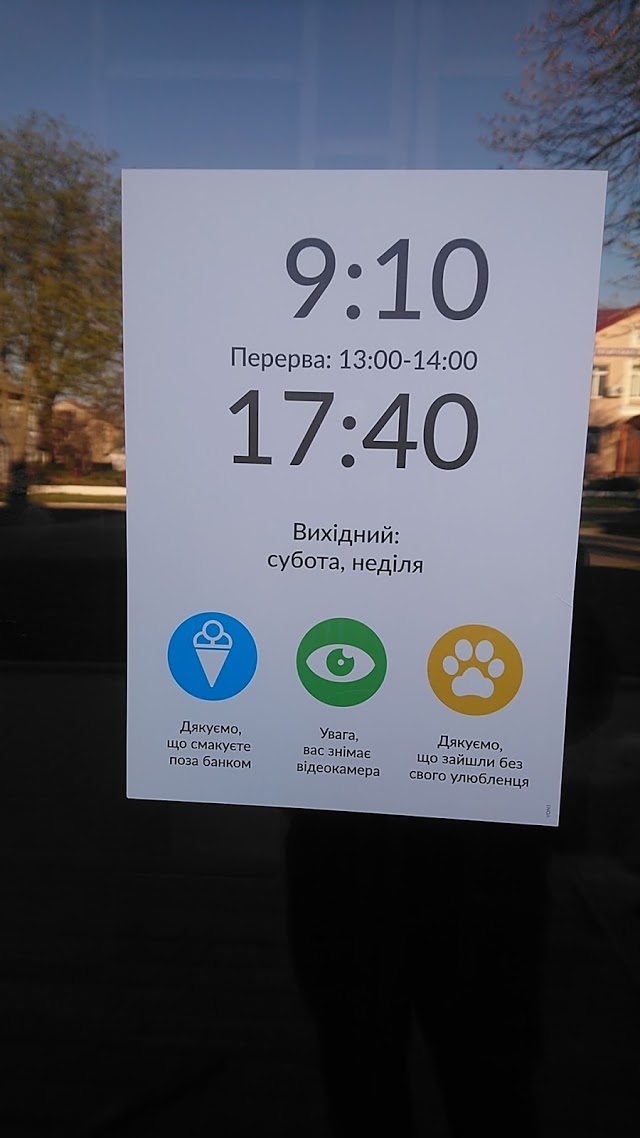 9:10
Перерва: 13:00-14:00
17:40
Вихідний:
субота, неділя
Дякуємо,
що смакуєте
поза банком
Увага,
вас знімає
відеокамера
Дякуємо,
що зайшли без
свого улюбленця